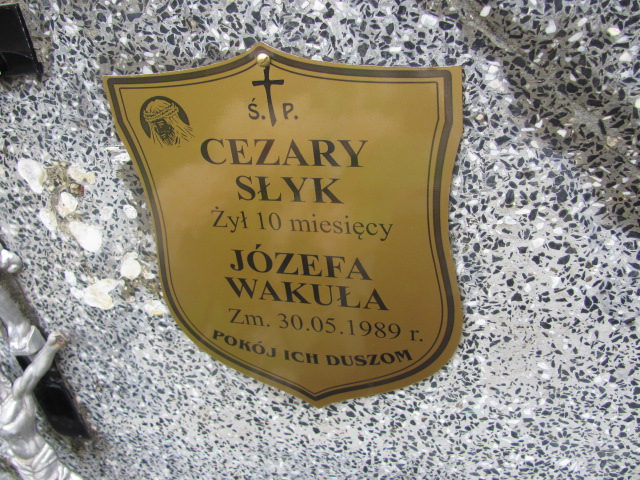 Ś. P.
CEZARY
SŁYK
Żył 10 miesięcy
JÓZEFA
WAKUŁA
Zm. 30.05.1989 r.
POKÓJ ICH DUSZOM